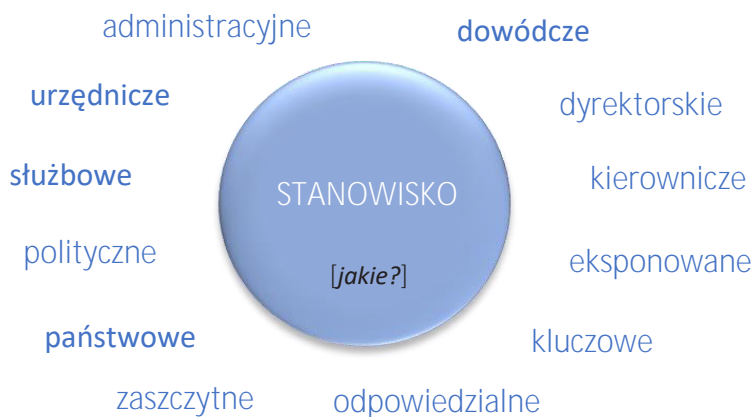 administracyjne
dowódcze
urzędnicze
dyrektorskie
służbowe
kierownicze
STANOWISKO
polityczne
eksponowane
[jakie?]
państwowe
kluczowe
zaszczytne
odpowiedzialne